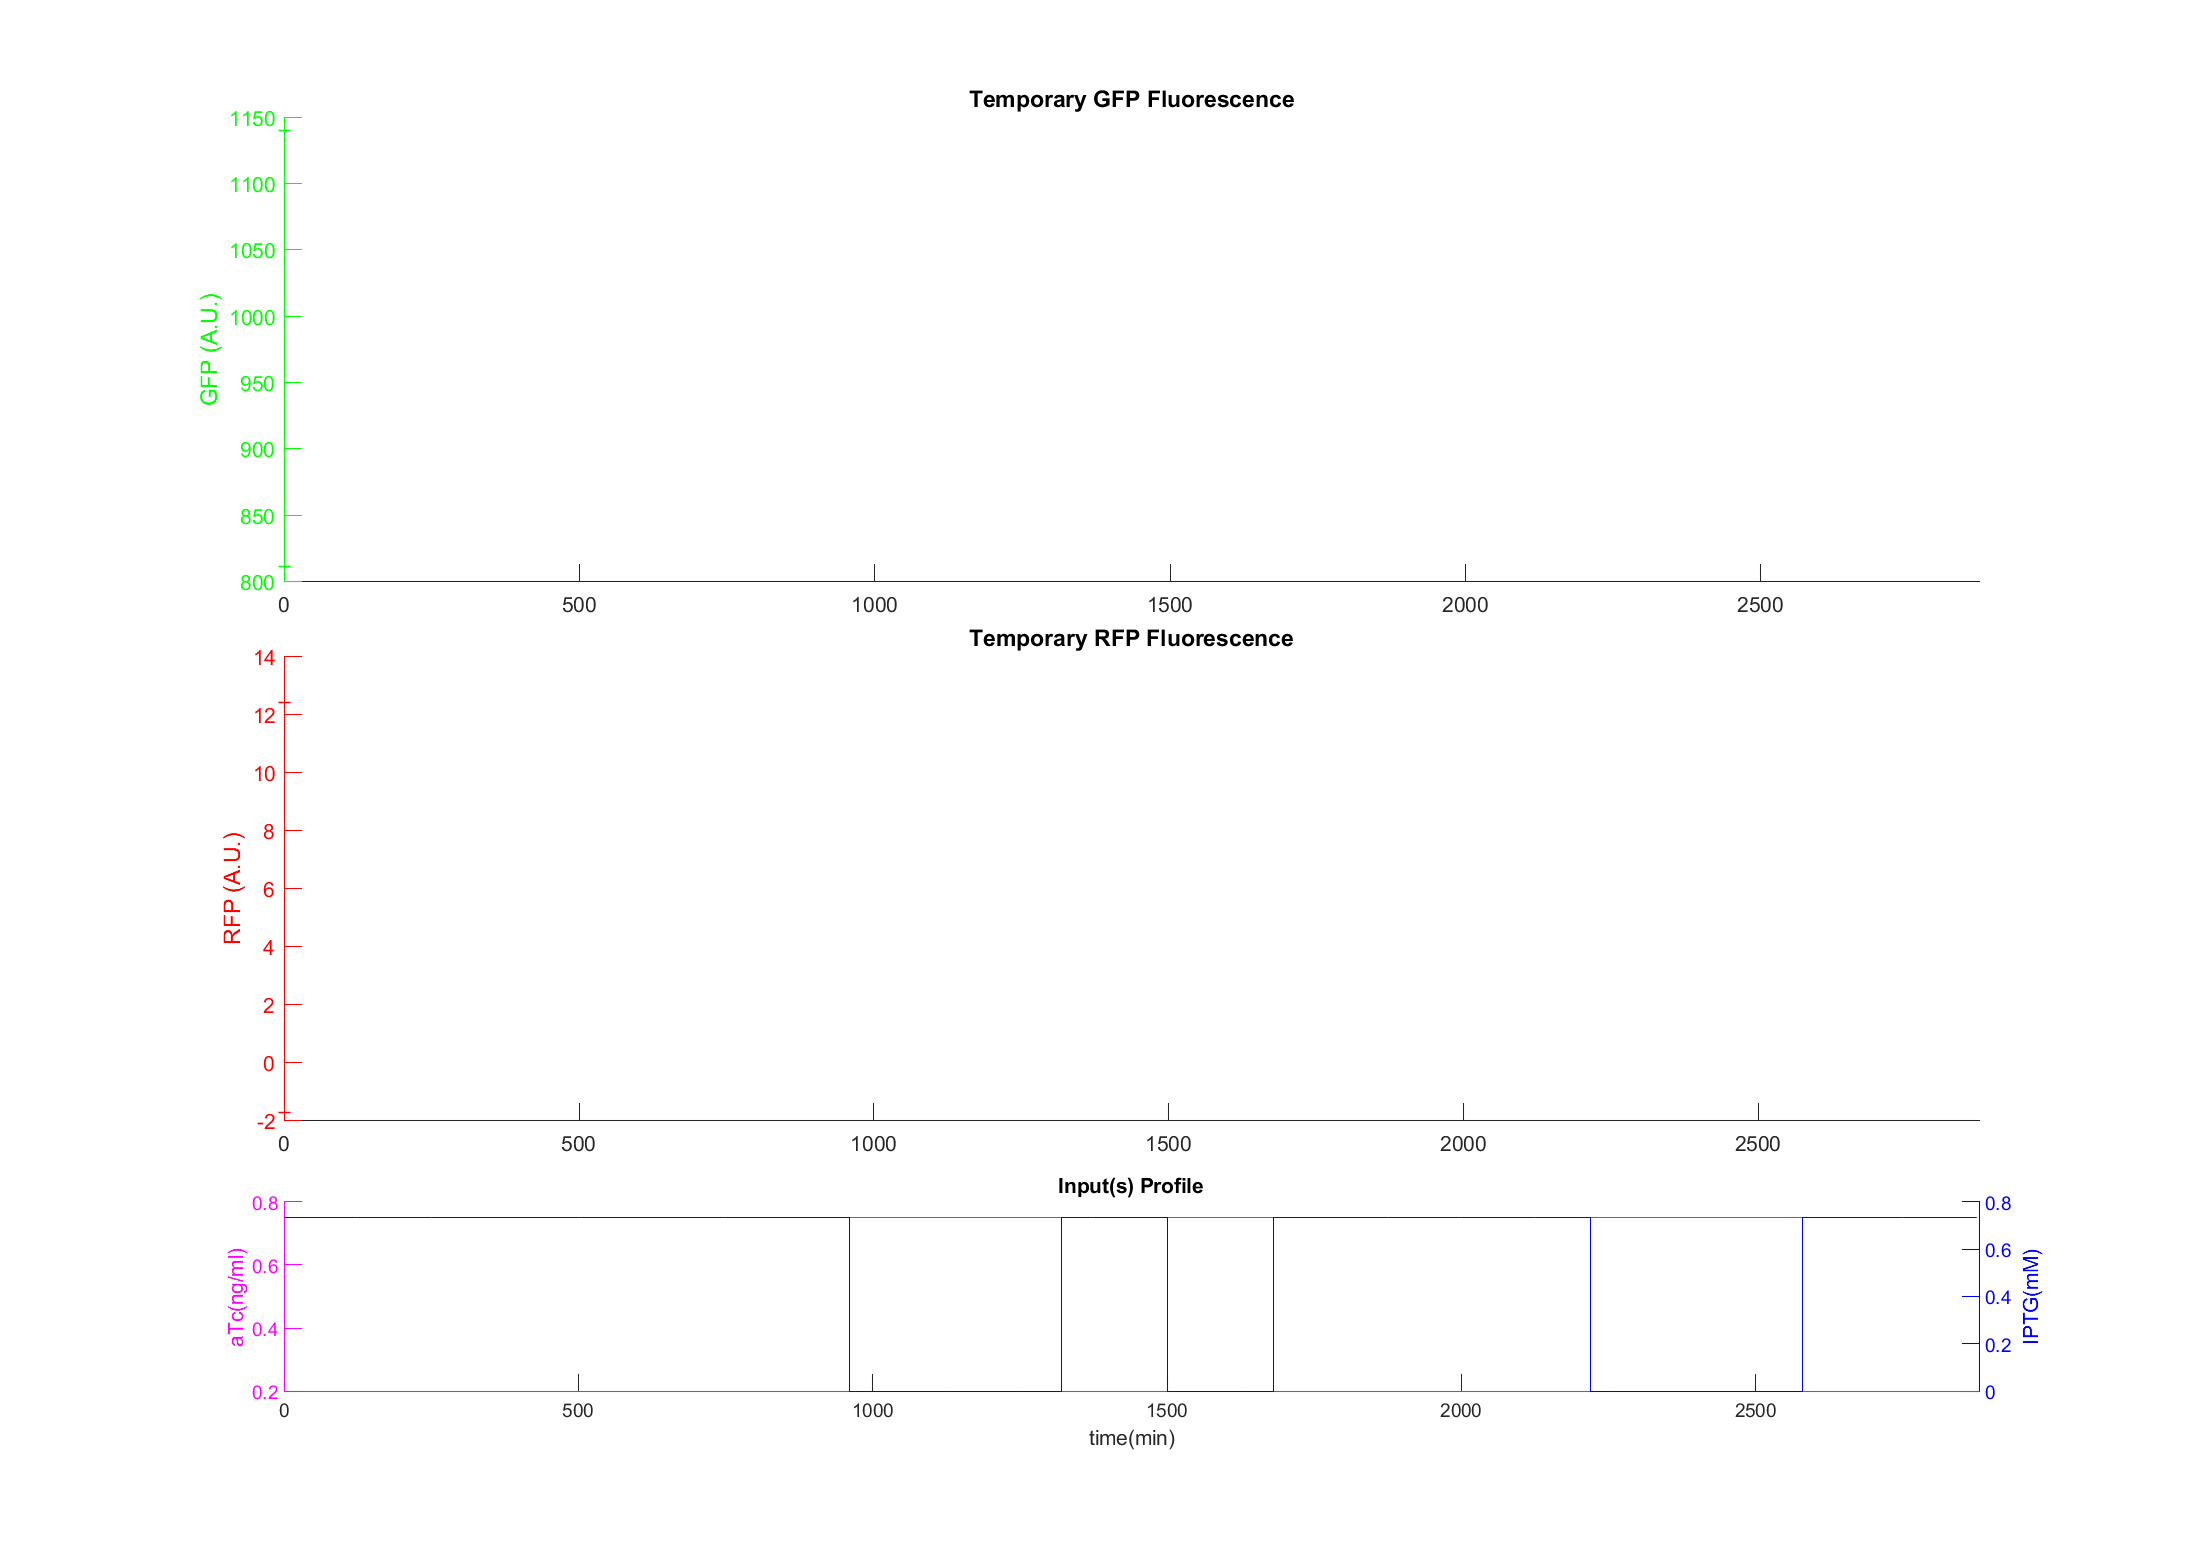 Temporary GFP Fluorescence
1150
1100
1050
1000
950
900
850
800
GFP (A.U.)
0 500 1000 1500 2000 2500
Temporary RFP Fluorescence
14
12
10
8
6
4
2
0
-2
RFP (A.U.)
0 500 1000 1500 2000 2500
Input(s) Profile
0.8
0.6
0.4
0.2
aTc(ng/ml)
0.8
0.6
0.4
0.2
0
IPTG(mM)
0 500 1000 1500 2000 2500
time(min)